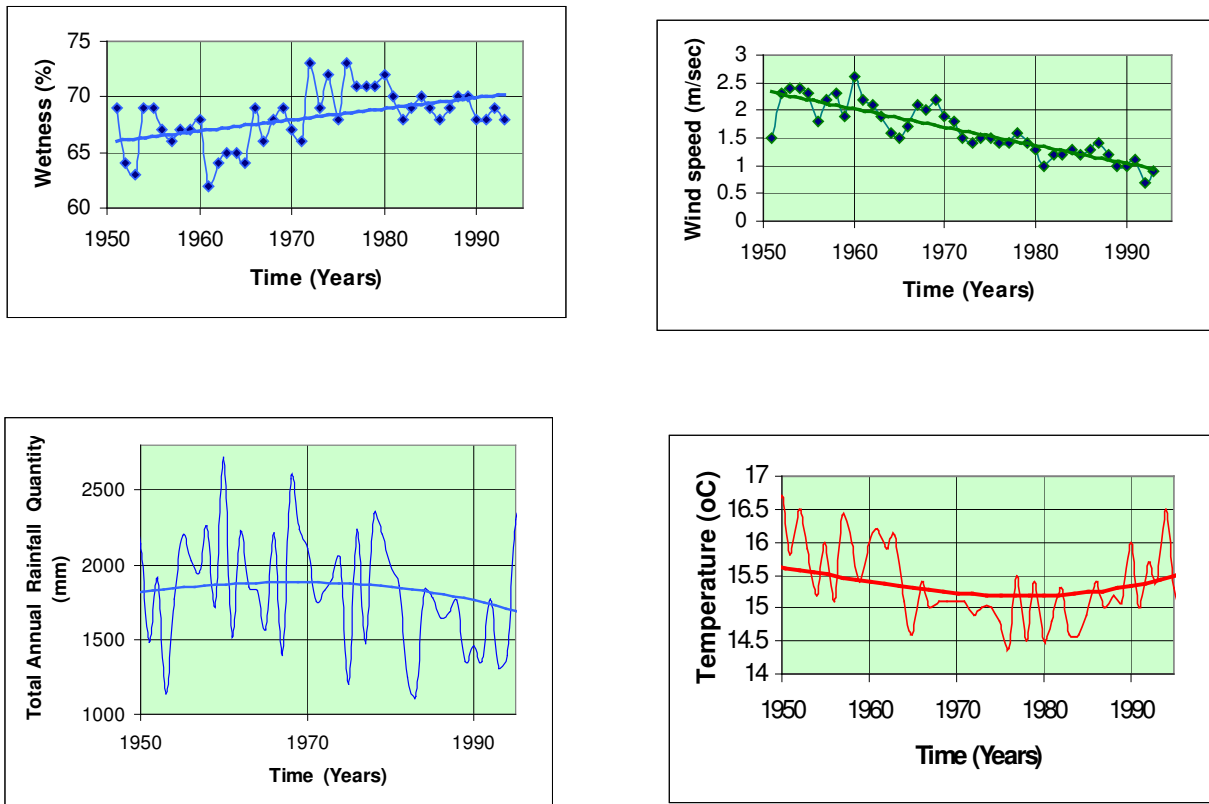 75
70
65
60
Wetness (%)
1950 1960 1970 1980 1990
Time (Years)
3
2.5
2
1.5
1
0.5
0
Wind speed (m/sec)
1950 1960 1970 1980 1990
Time (Years)
2500
2000
1500
1000
Total Annual Rainfall Quantity
(mm)
1950 1970 1990
Time (Years)
17
16.5
16
15.5
15
14.5
14
Temperature (oC)
1950 1960 1970 1980 1990
Time (Years)